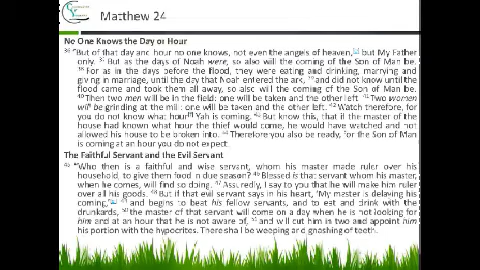 Matthew 24
No One Knows the Day or Hour
36 "But of that day and hour no one knows, not even the angels of heaven, but My Father
only. 37 But as the days of Noah were, so also will the coming of the Son of Man be.
38 For as in the days before the flood, they were eating and drinking, marrying and
giving in marriage, until the day that Noah entered the ark, 39 and did not know until the
flood came and took them all away, so also will the coming of the Son of Man be.
40 Then two men will be in the field: one will be taken and the other left. 41 Two women
will be grinding at the mill: one will be taken and the other left. 42 Watch therefore, for
you do not know what hour Yah is coming. 43 But know this, that if the master of the
house had known what hour the thief would come, he would have watched and not
allowed his house to be broken into. 44 Therefore you also be ready, for the Son of Man
is coming at an hour you do not expect.
The Faithful Servant and the Evil Servant
45 "Who then is a faithful and wise servant, whom his master made ruler over his
household, to give them food in due season? 46 Blessed is that servant whom his master,
when he comes, will find so doing. 47 Assuredly, I say to you that he will make him ruler
over all his goods. 48 But if that evil servant says in his heart, 'My master is delaying his
coming,' 49 and begins to beat his fellow servants, and to eat and drink with the
drunkards, 50 the master of that servant will come on a day when he is not looking for
him and at an hour that he is not aware of, 51 and will cut him in two and appoint him
his portion with the hypocrites. There shall be weeping and gnashing of teeth.